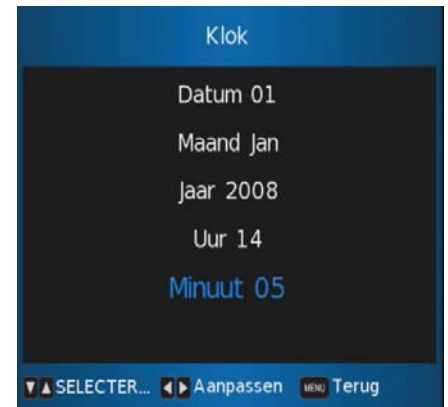 Klok
Datum 01
Maand Jan
Jaar 2008
Uur 14
Minuut 05
▼ ▲ SELECTER... ◀ ▶ Aanpassen MENU Terug